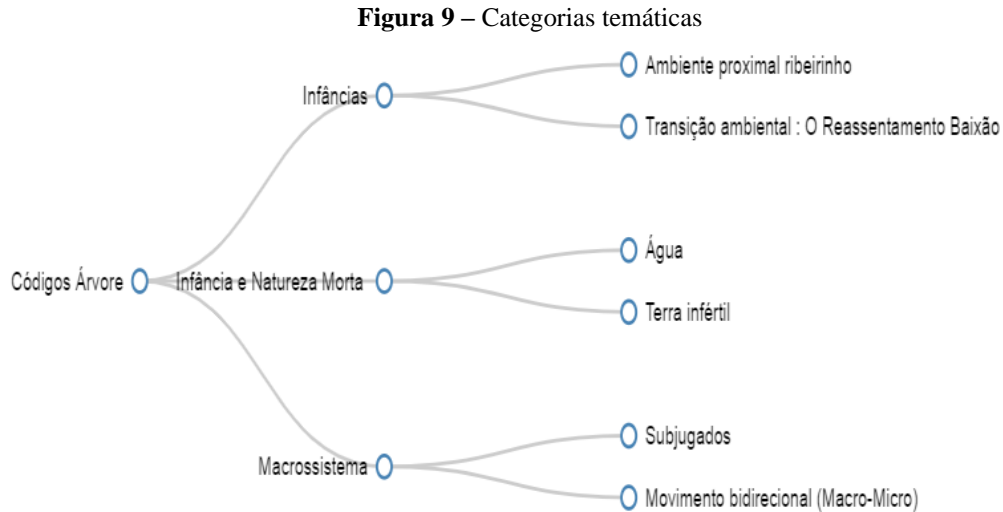 Figura 9 – Categorias temáticas
Ambiente proximal ribeirinho
Infâncias
Transição ambiental : O Reassentamento Baixão
Água
Códigos Árvore
Infância e Natureza Morta
Terra infértil
Subjugados
Macrossistema
Movimento bidirecional (Macro-Micro)